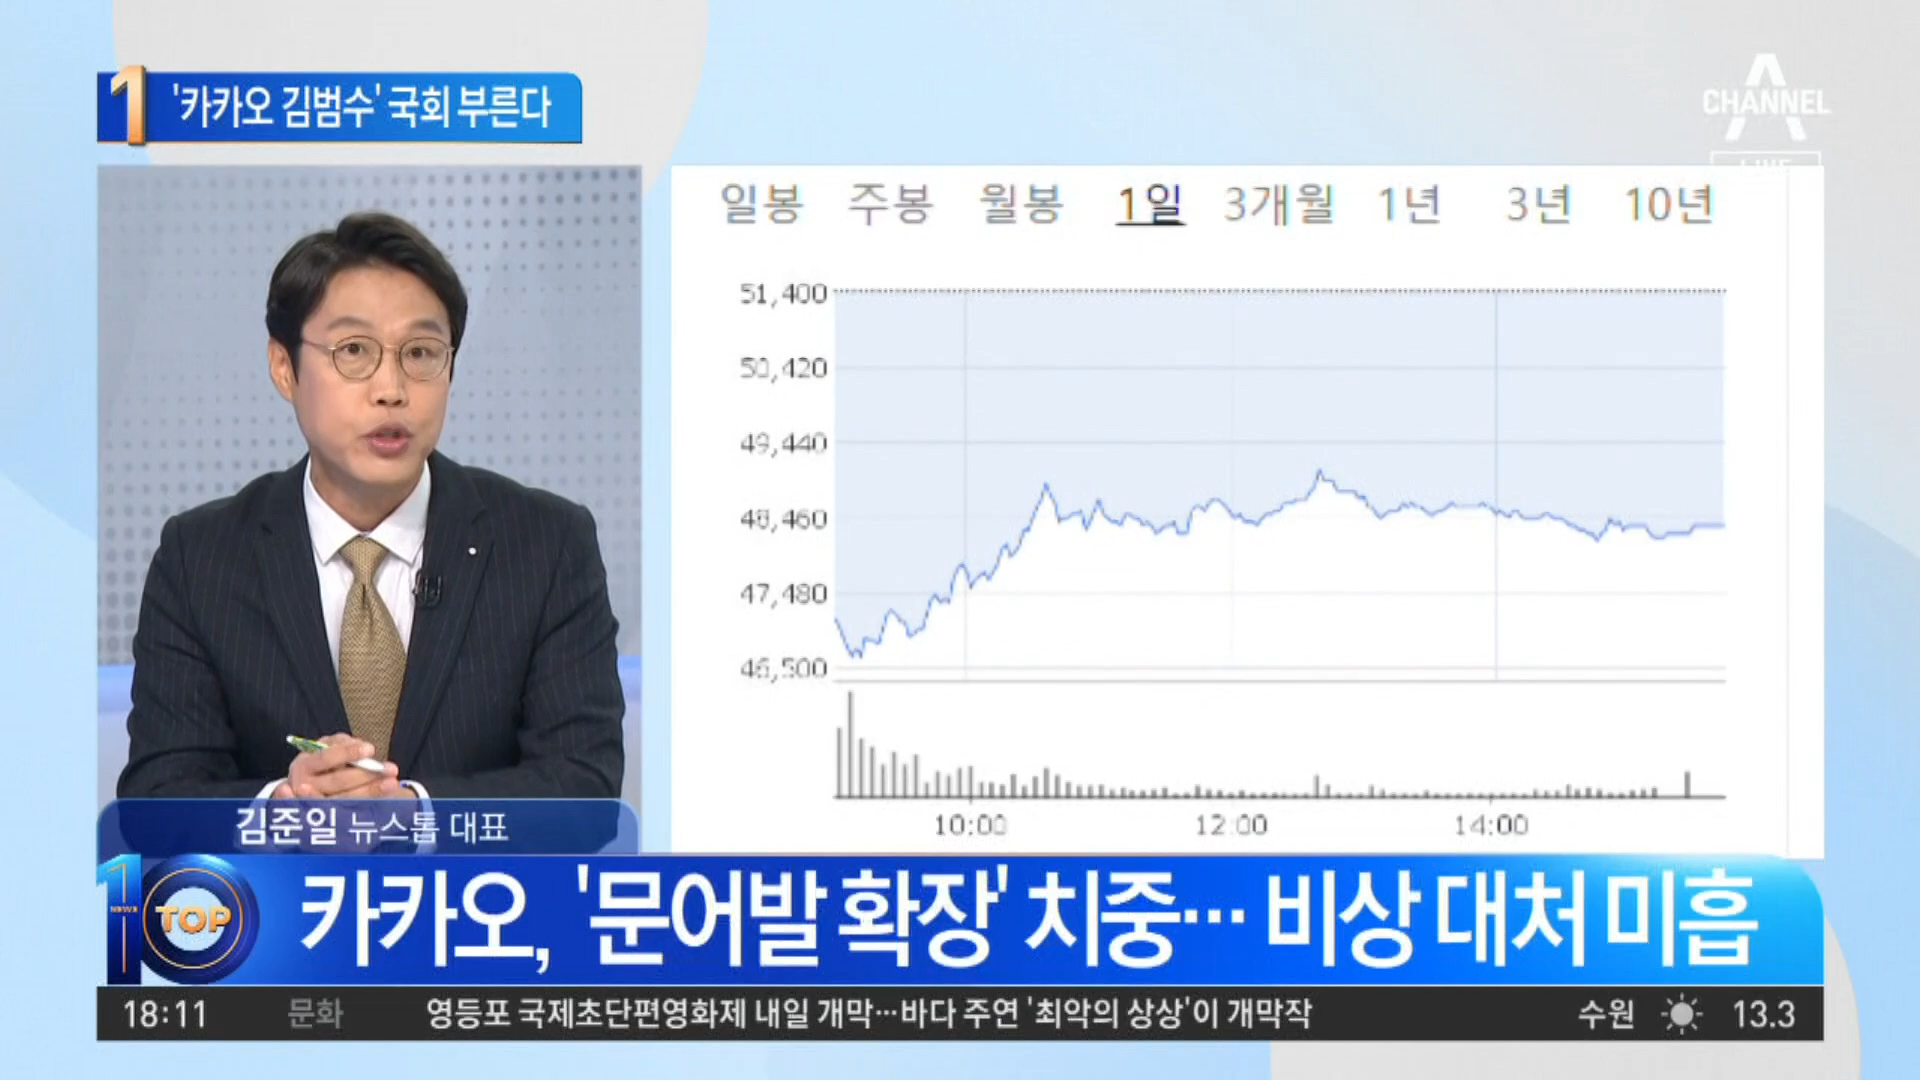 1 '카카오 김범수' 국회 부른다
CHANNEL A
LIVE
일봉 주봉 월봉 1일 3개월 1년 3년 10년
51,400
50,420
49,440
48,460
47,480
46,500
10:00 12:00 14:00
김준일 뉴스톱 대표
NEWS TOP 10
카카오, '문어발 확장' 치중… 비상 대처 미흡
18:11 문화 영등포 국제초단편영화제 내일 개막…바다 주연 '최악의 상상'이 개막작 수원 13.3